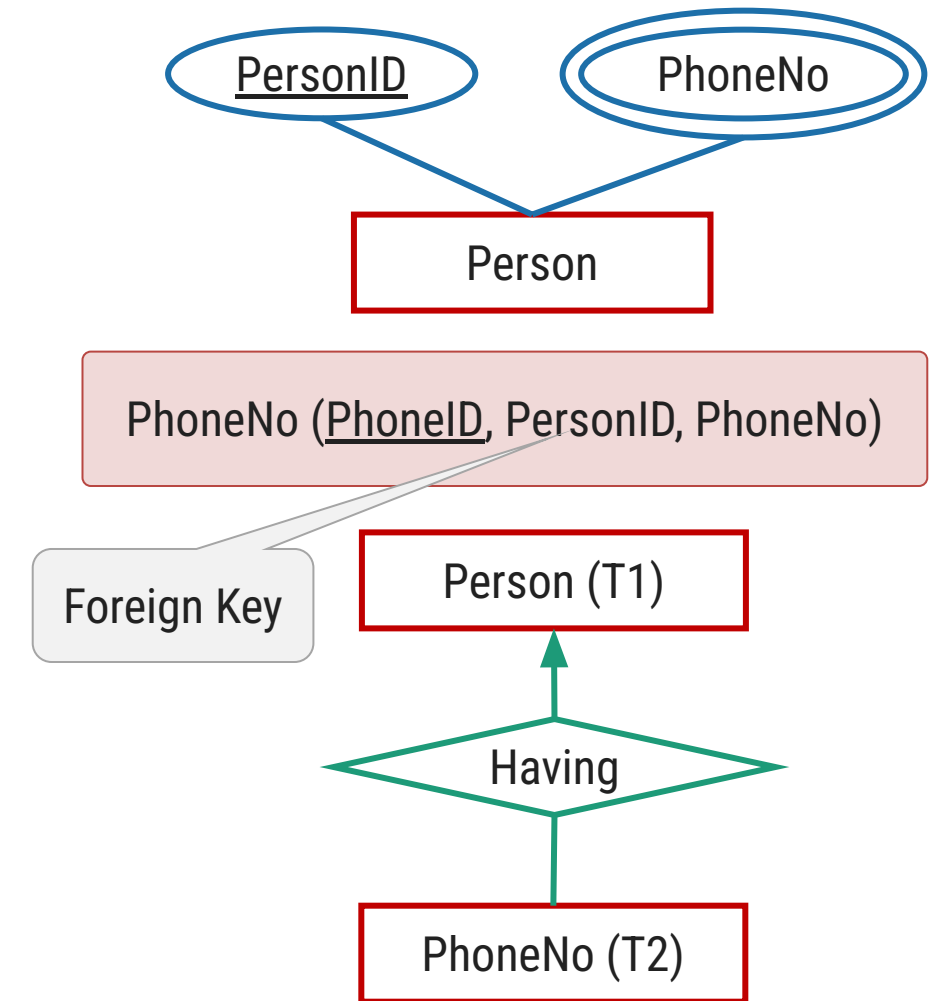 PersonID
PhoneNo
Person
PhoneNo (PhoneID, PersonID, PhoneNo)
Foreign Key
Person (T1)
Having
PhoneNo (T2)